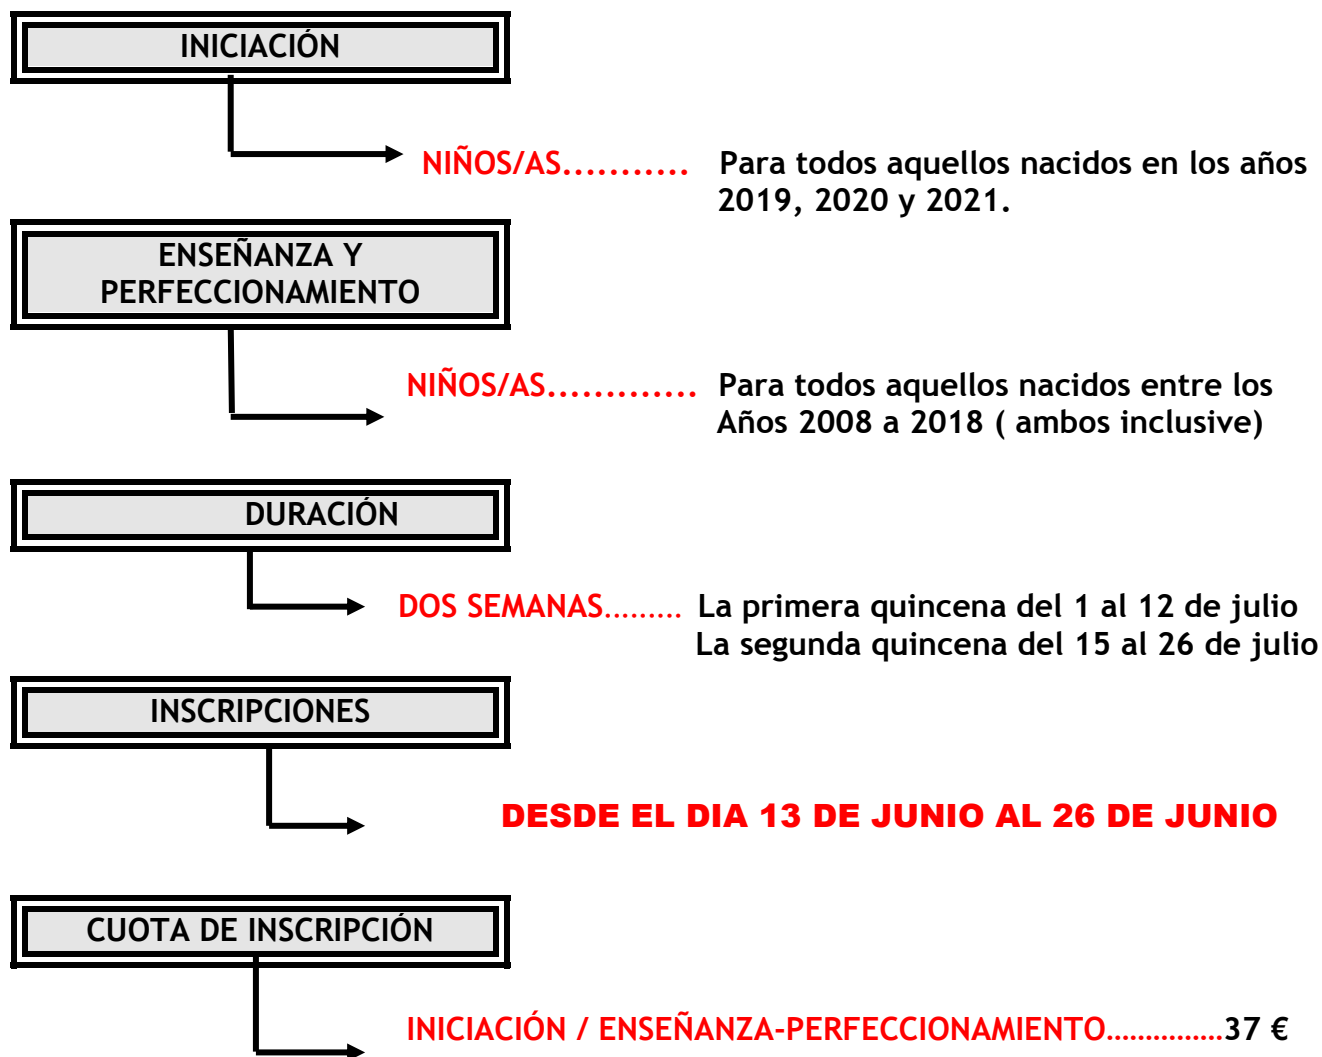 INICIACIÓN
NIÑOS/AS........... Para todos aquellos nacidos en los años
2019, 2020 y 2021.
ENSEÑANZA Y
PERFECCIONAMIENTO
NIÑOS/AS............. Para todos aquellos nacidos entre los
Años 2008 a 2018 ( ambos inclusive)
DURACIÓN
DOS SEMANAS......... La primera quincena del 1 al 12 de julio
La segunda quincena del 15 al 26 de julio
INSCRIPCIONES
DESDE EL DIA 13 DE JUNIO AL 26 DE JUNIO
CUOTA DE INSCRIPCIÓN
INICIACIÓN / ENSEÑANZA-PERFECCIONAMIENTO...............37 €